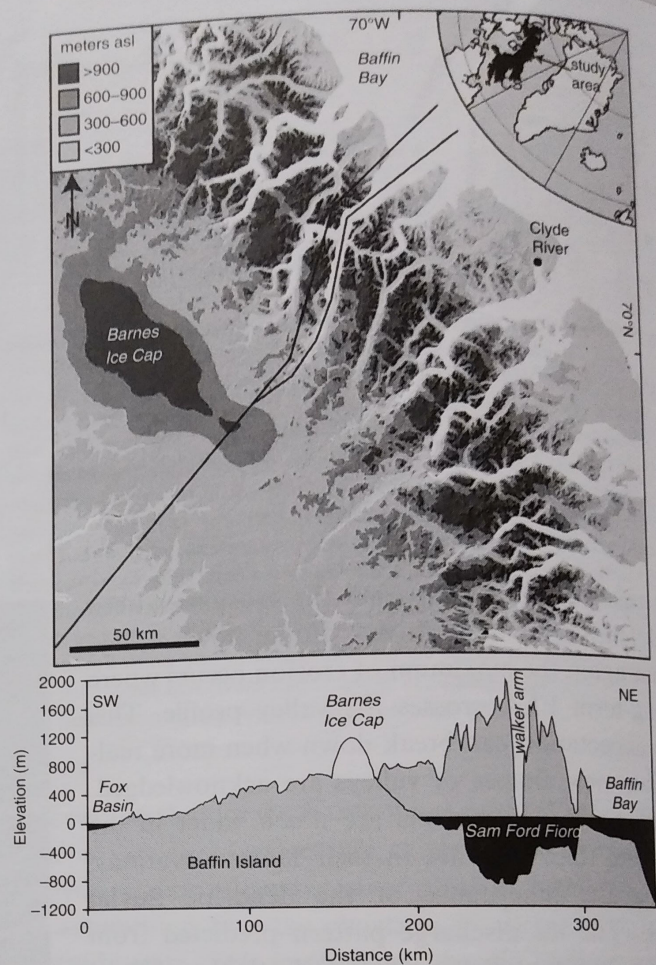 meters asl
>900
600–900
300–600
<300
N
70°W
Baffin
Bay
study
area
Clyde
River
70°N
Barnes
Ice Cap
50 km
2000
1600
1200
800
400
0
−400
−800
−1200
Elevation (m)
SW
NE
Barnes
Ice Cap
walker arm
Fox
Basin
Baffin
Bay
Sam Ford Fiord
Baffin Island
0
100
200
300
Distance (km)